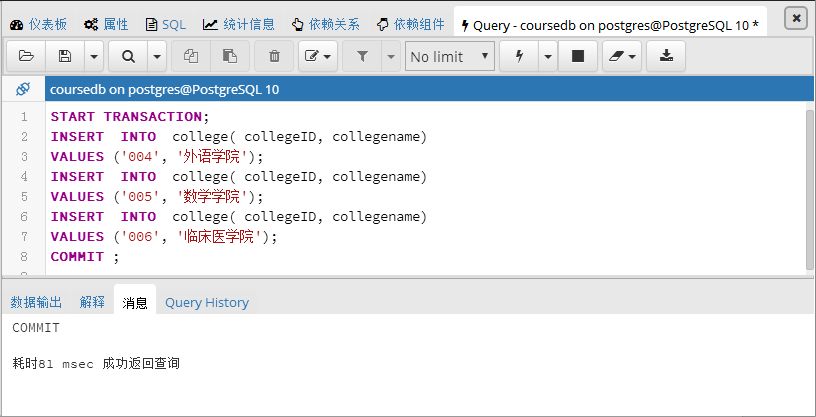 仪表板 属性 SQL 统计信息 依赖关系 依赖组件 Query - coursedb on postgres@PostgreSQL 10 *
No limit
coursedb on postgres@PostgreSQL 10
1 START TRANSACTION;
2 INSERT  INTO  college( collegeID, collegename)
3 VALUES ('004', '外语学院');
4 INSERT  INTO  college( collegeID, collegename)
5 VALUES ('005', '数学学院');
6 INSERT  INTO  college( collegeID, collegename)
7 VALUES ('006', '临床医学院');
8 COMMIT ;
数据输出 解释 消息 Query History
COMMIT
耗时81 msec 成功返回查询